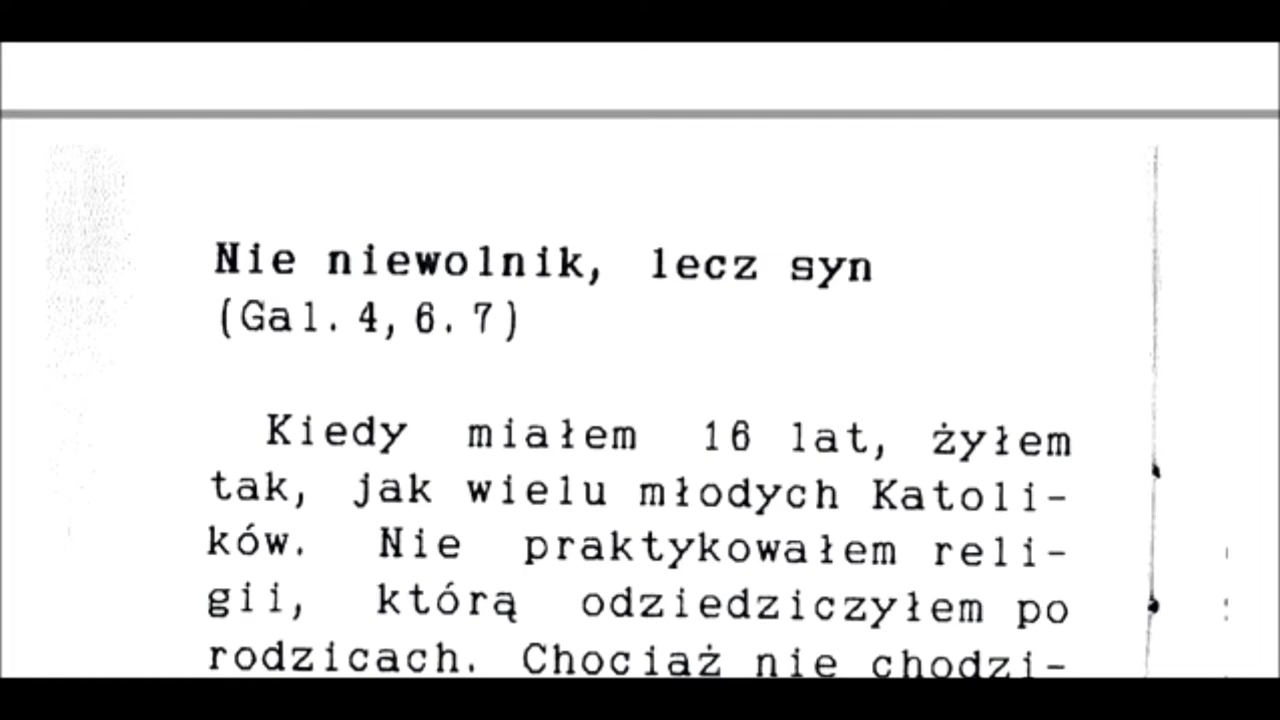 Nie niewolnik, lecz syn
(Gal.4,6.7)
Kiedy miałem 16 lat, żyłem
tak, jak wielu młodych Katoli-
ków. Nie praktykowałem reli-
gii, którą odziedziczyłem po
rodzicach. Chociaż nie chodzi-